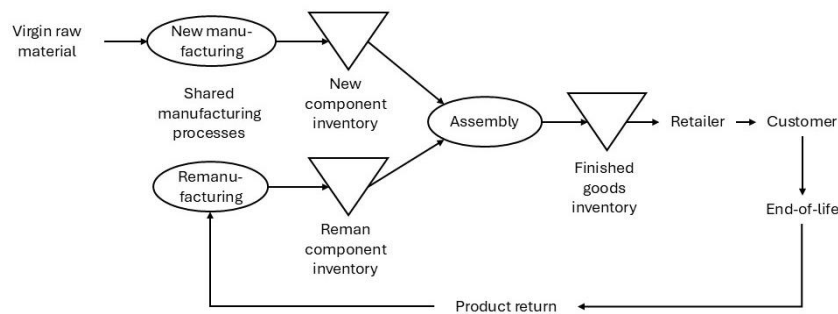 Virgin raw
material
New manu-
facturing
Shared
manufacturing
processes
New
component
inventory
Remanu-
facturing
Reman
component
inventory
Assembly
Finished
goods
inventory
Retailer
Customer
End-of-life
Product return